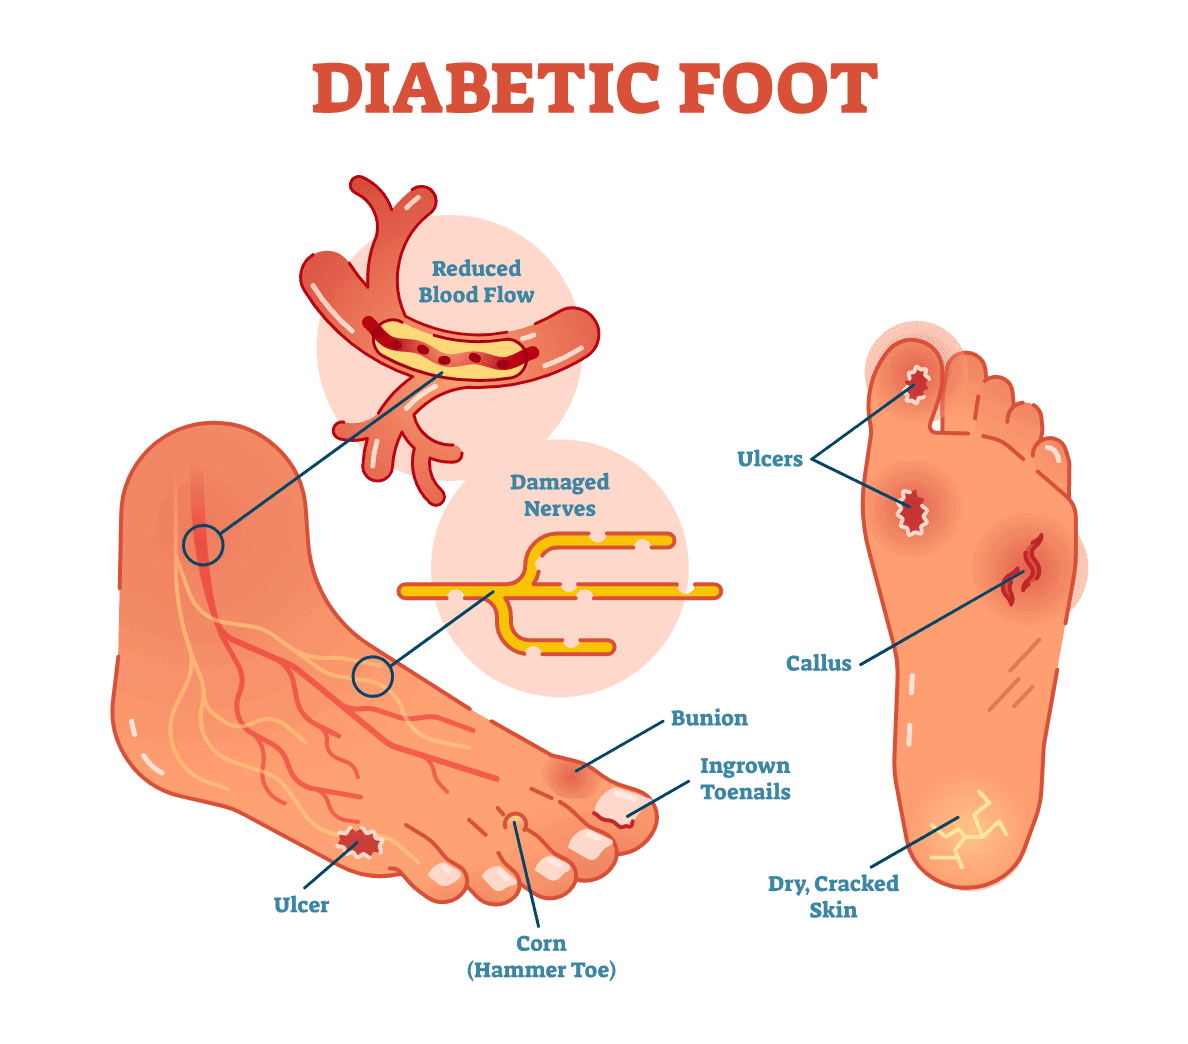 DIABETIC FOOT
Reduced
Blood Flow
Damaged
Nerves
Ulcers
Callus
Bunion
Ingrown
Toenails
Dry, Cracked
Skin
Ulcer
Corn
(Hammer Toe)